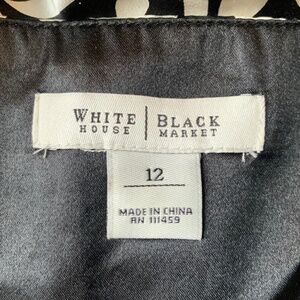 WHITE | BLACK
HOUSE | MARKET
12
MADE IN CHINA
RN 111459